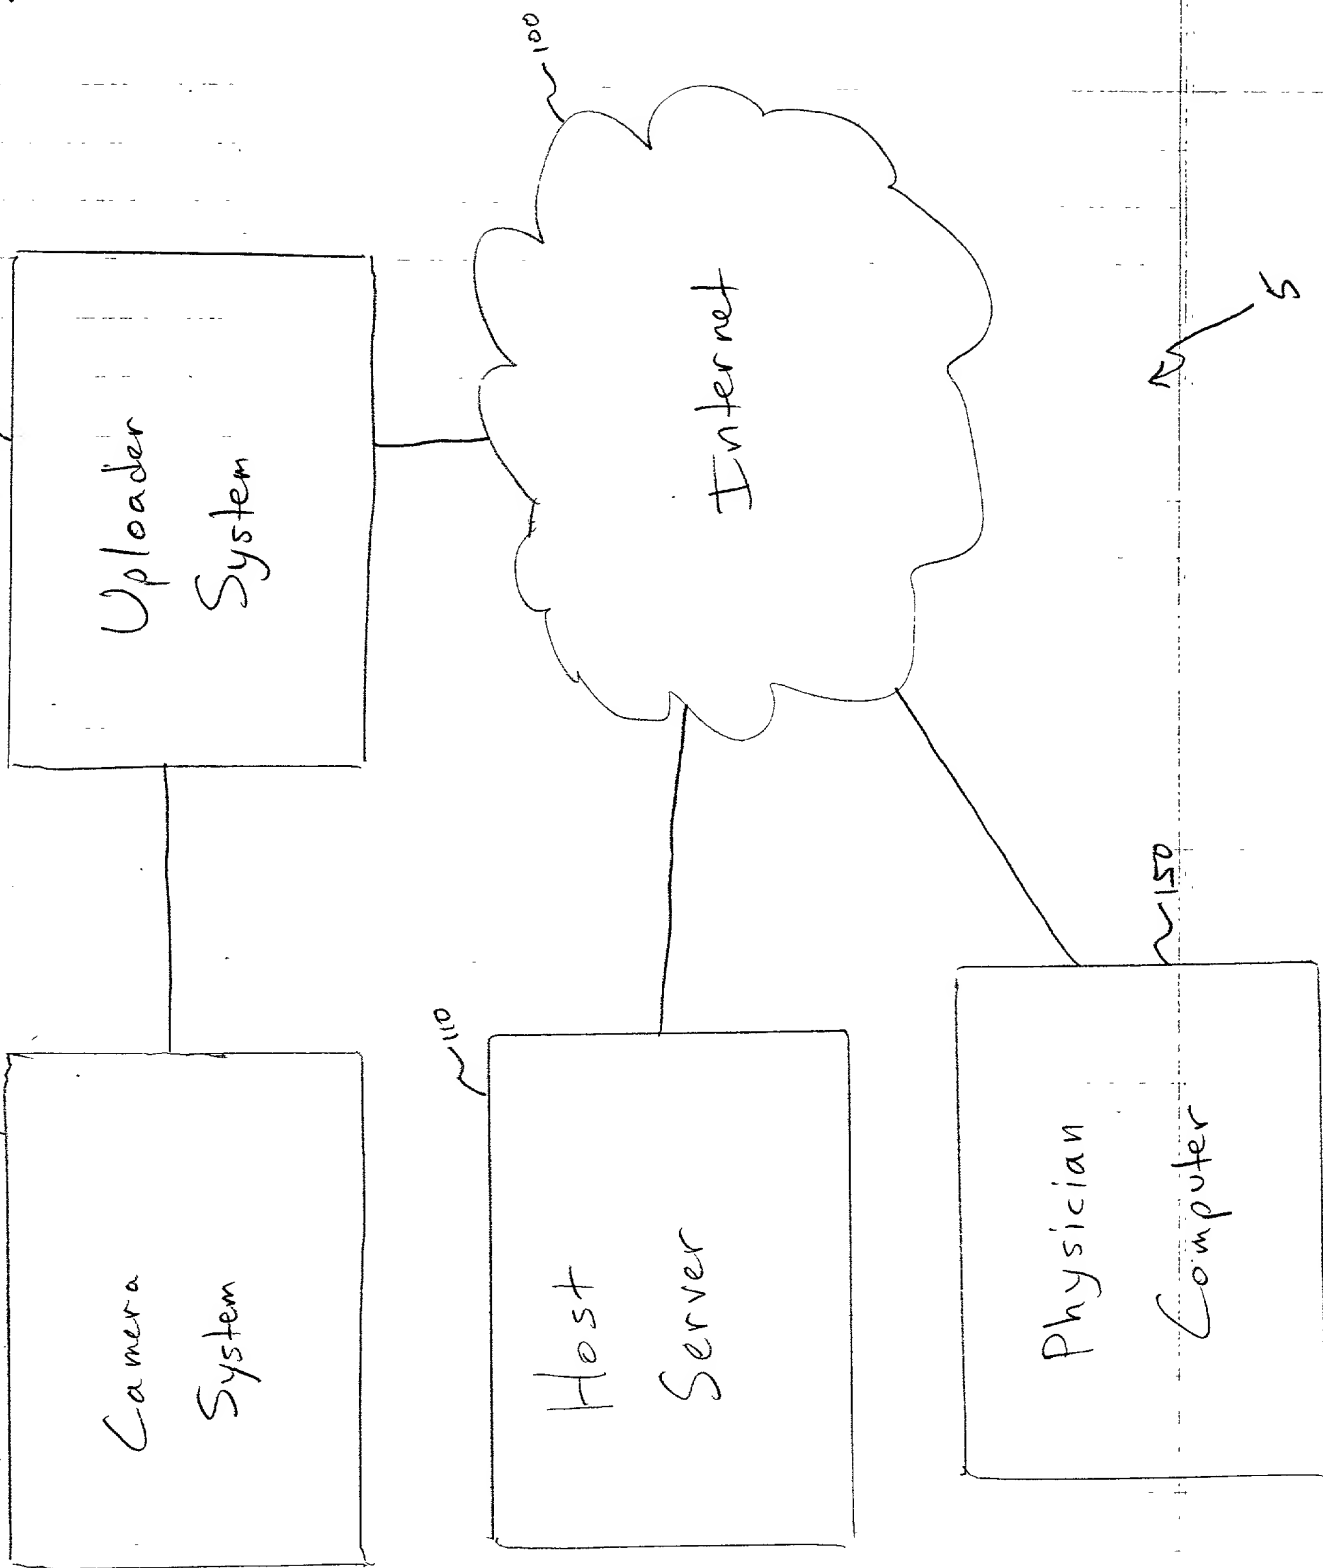 Camera
System
Uploader
System
110
Host
Server
100
Internet
Physician
Computer
150
5